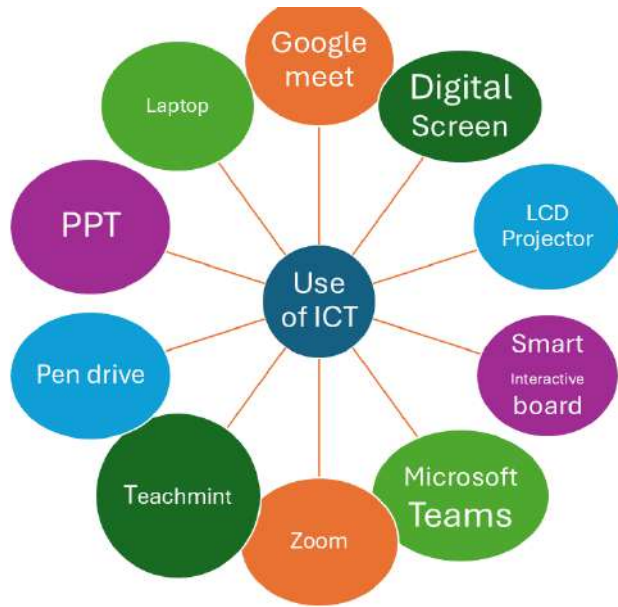 Google
meet
Digital
Screen
LCD
Projector
Smart
Interactive
board
Microsoft
Teams
Zoom
Teachmint
Pen drive
PPT
Laptop
Use
of ICT